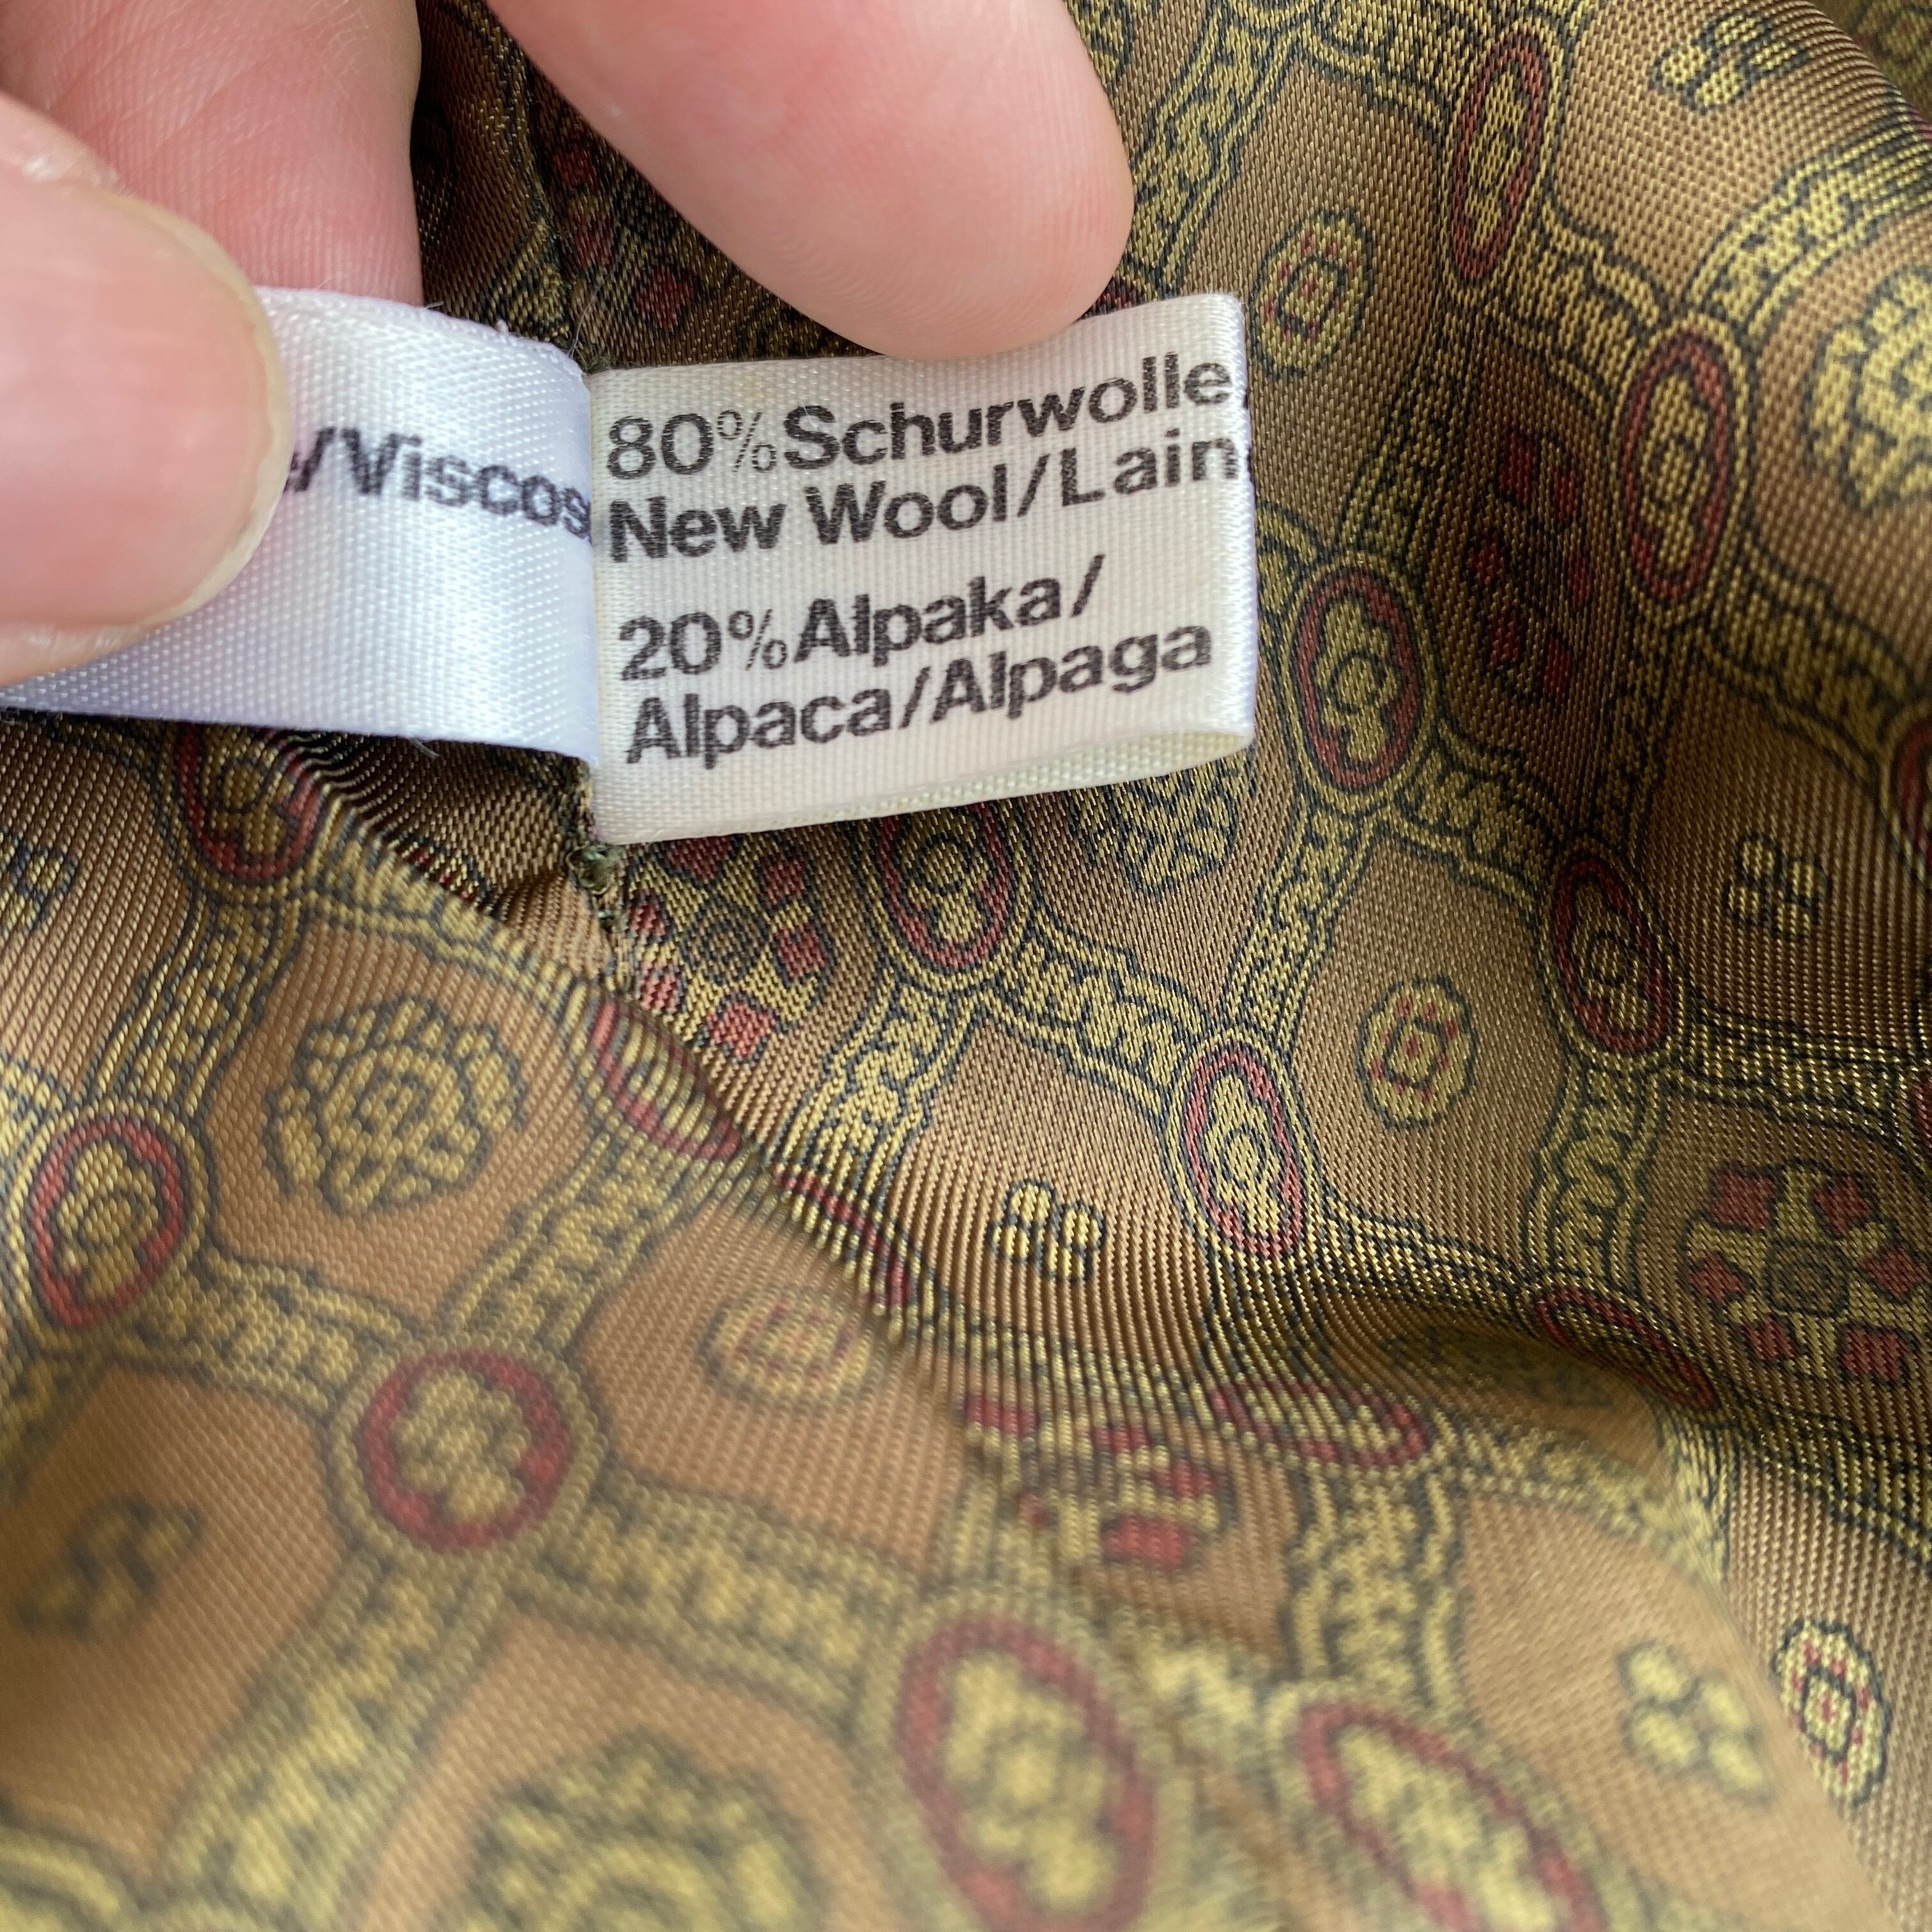 /Viscos
80%Schurwolle
New Wool/Lain
20%Alpaka/
Alpaca/Alpaga